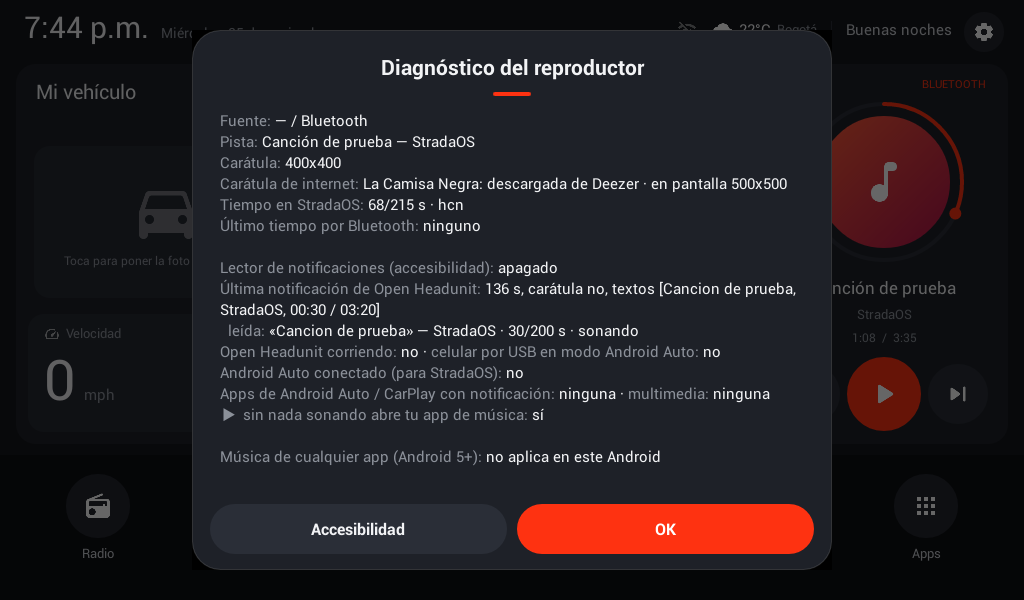 7:44 p.m.
22°C Bogotá
Buenas noches
Mi vehículo
BLUETOOTH
Diagnóstico del reproductor
Fuente: — / Bluetooth
Pista: Canción de prueba — StradaOS
Carátula: 400x400
Carátula de internet: La Camisa Negra: descargada de Deezer · en pantalla 500x500
Tiempo en StradaOS: 68/215 s · hcn
Último tiempo por Bluetooth: ninguno
Lector de notificaciones (accesibilidad): apagado
Última notificación de Open Headunit: 136 s, carátula no, textos [Cancion de prueba,
StradaOS, 00:30 / 03:20]
leída: «Cancion de prueba» — StradaOS · 30/200 s · sonando
Open Headunit corriendo: no · celular por USB en modo Android Auto: no
Android Auto conectado (para StradaOS): no
Apps de Android Auto / CarPlay con notificación: ninguna · multimedia: ninguna
▶ sin nada sonando abre tu app de música: sí
Música de cualquier app (Android 5+): no aplica en este Android
Accesibilidad
OK
Toca para poner la foto
Velocidad
0 mph
de prueba
StradaOS
1:08 / 3:35
Radio
Apps